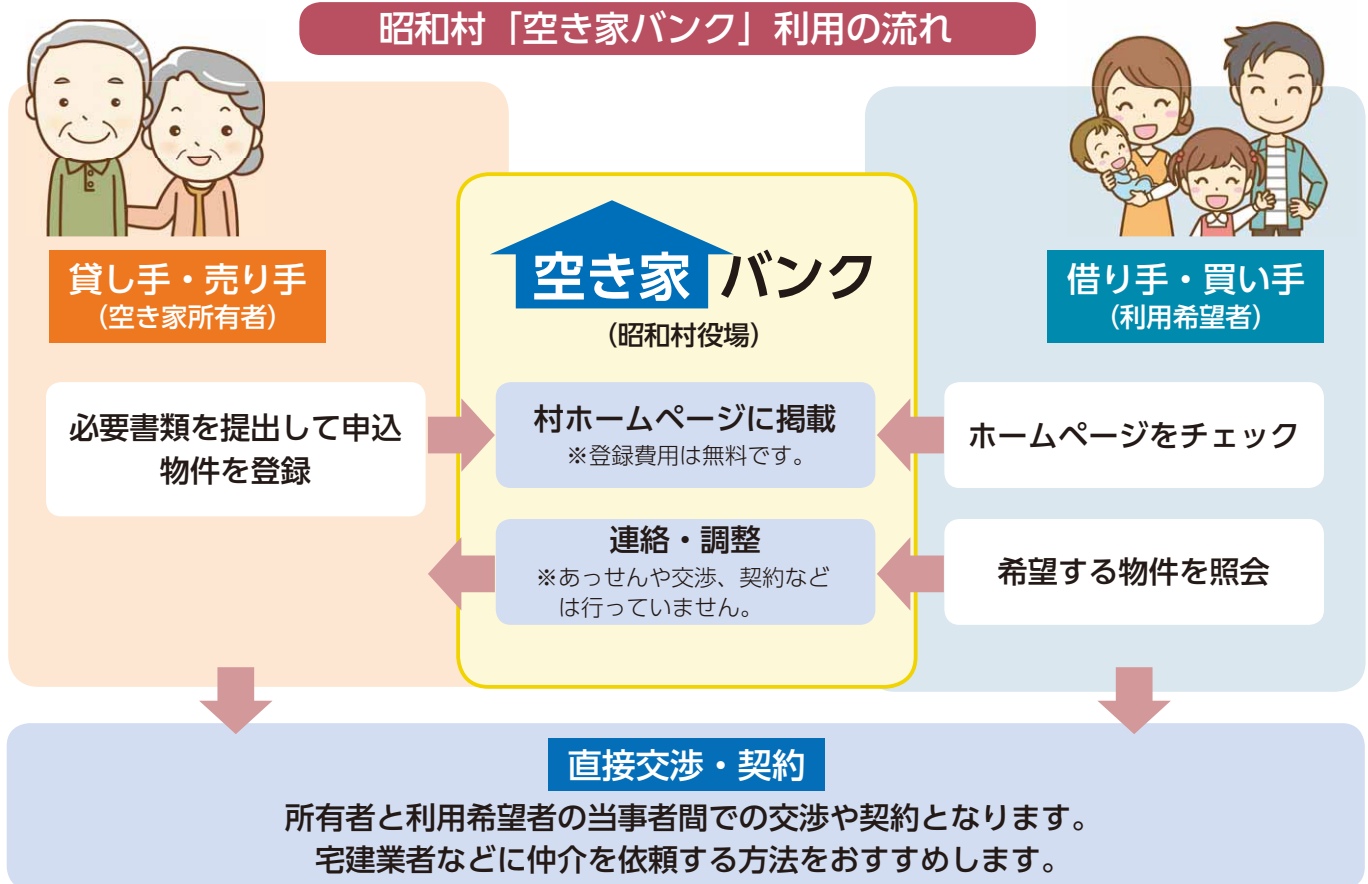 昭和村「空き家バンク」利用の流れ
貸し手・売り手
(空き家所有者)
空き家バンク
(昭和村役場)
借り手・買い手
(利用希望者)
必要書類を提出して申込
物件を登録
村ホームページに掲載
※登録費用は無料です。
ホームページをチェック
連絡・調整
※あっせんや交渉、契約など
は行っていません。
希望する物件を照会
直接交渉・契約
所有者と利用希望者の当事者間での交渉や契約となります。
宅建業者などに仲介を依頼する方法をおすすめします。